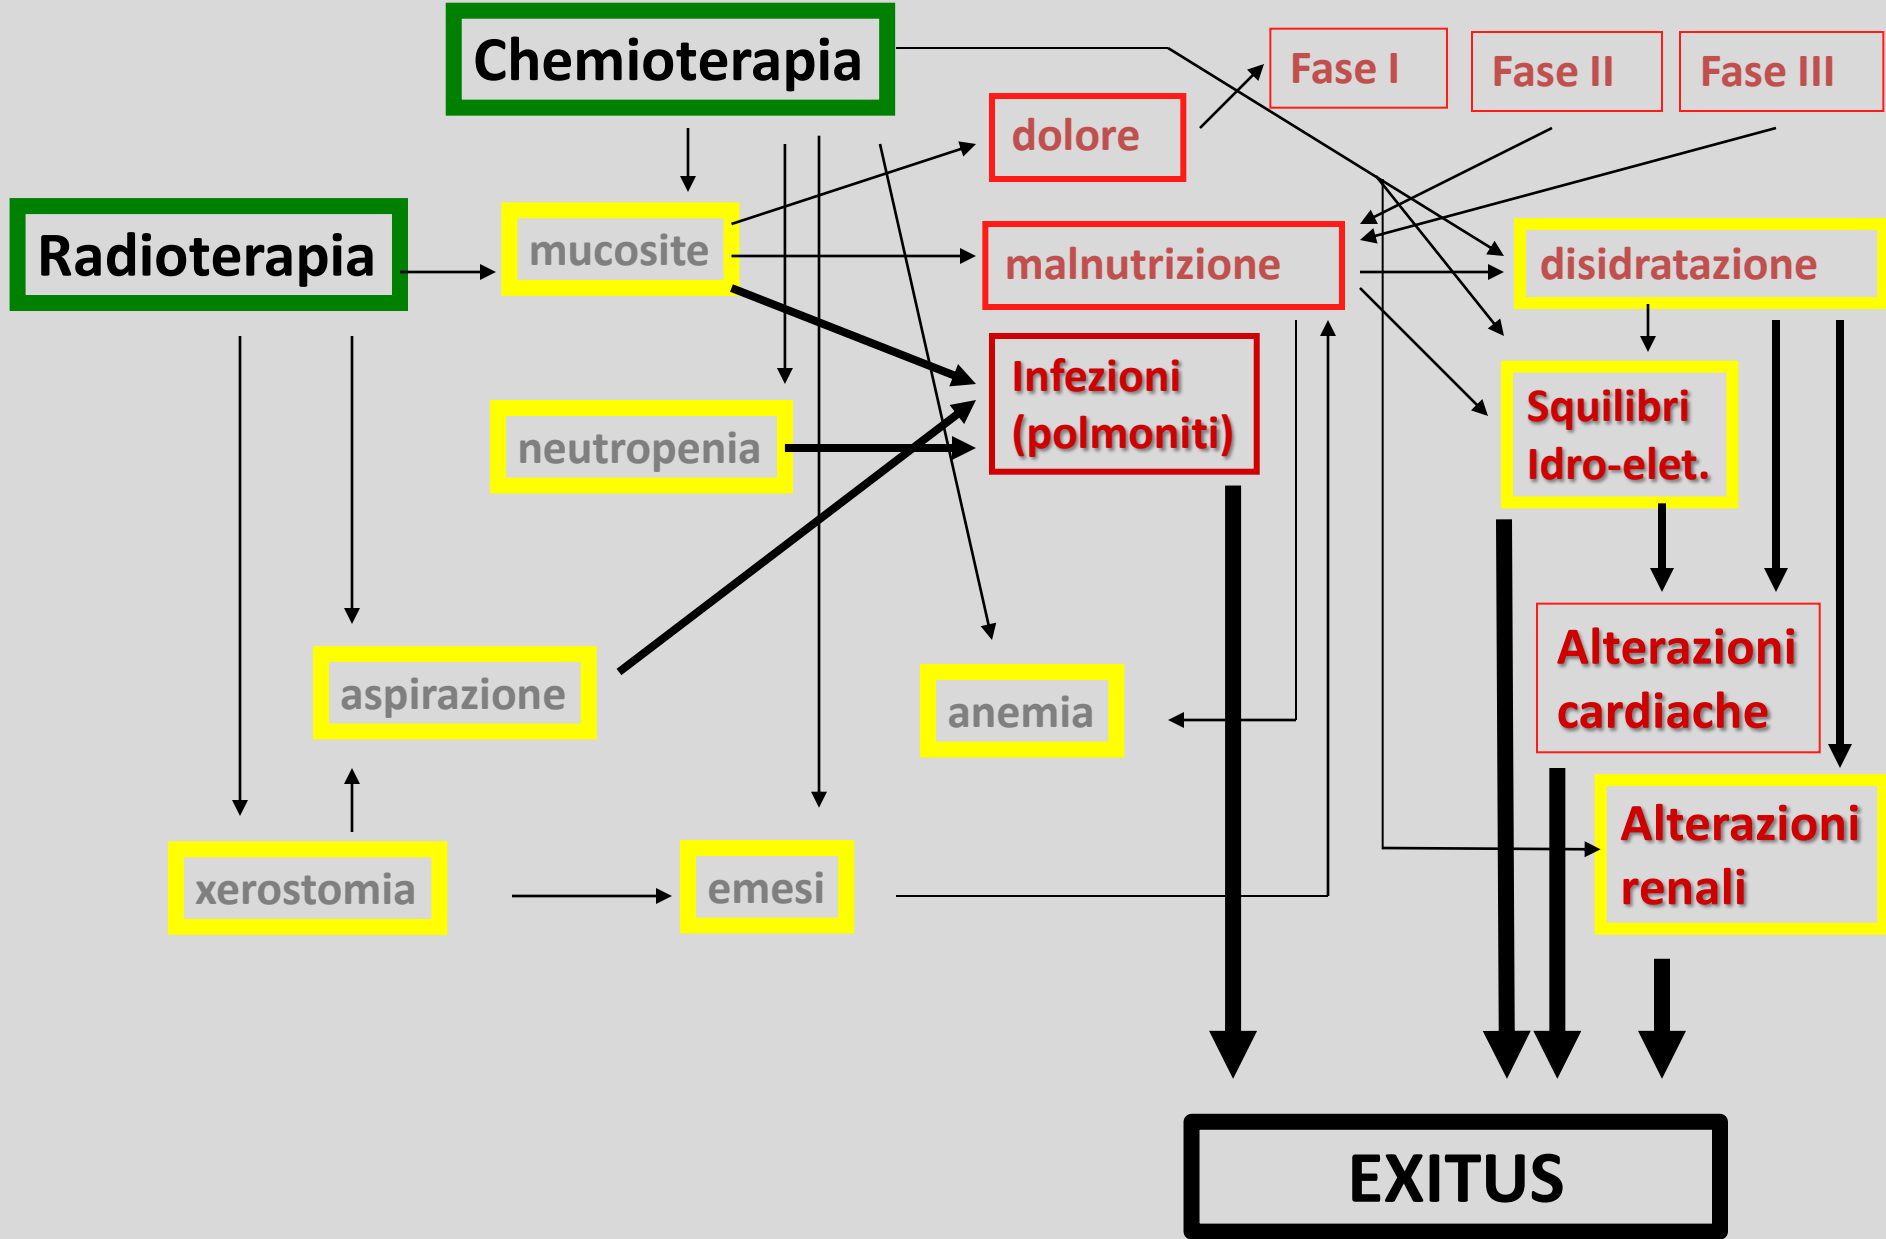 Chemioterapia
Fase I
Fase II
Fase III
dolore
Radioterapia
mucosite
malnutrizione
disidratazione
Infezioni
(polmoniti)
Squilibri
Idro-elet.
neutropenia
Alterazioni
cardiache
aspirazione
anemia
Alterazioni
renali
xerostomia
emesi
EXITUS